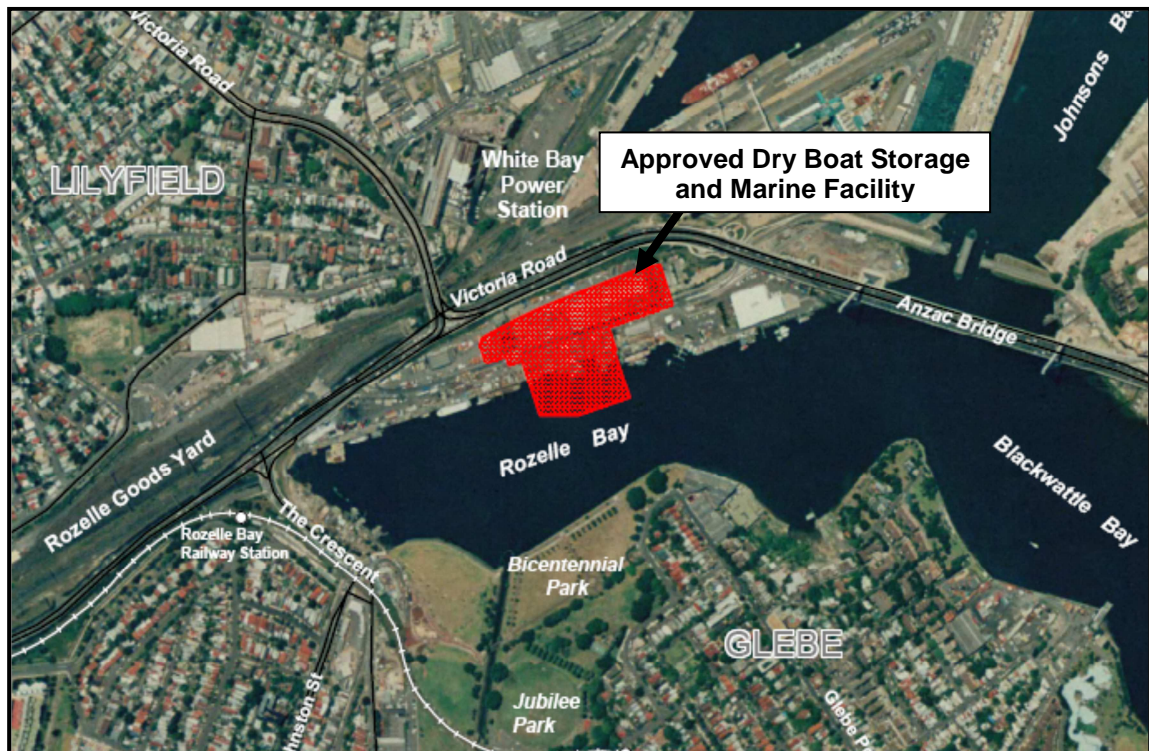 Victoria Road
Johnsons
LILYFIELD
White Bay
Power
Station
Approved Dry Boat Storage
and Marine Facility
Victoria Road
Anzac Bridge
Rozelle Bay
Blackwattle Bay
Rozelle Goods Yard
The Crescent
Rozelle Bay
Railway Station
Bicentennial
Park
GLEBE
Jubilee
Park
Glebe